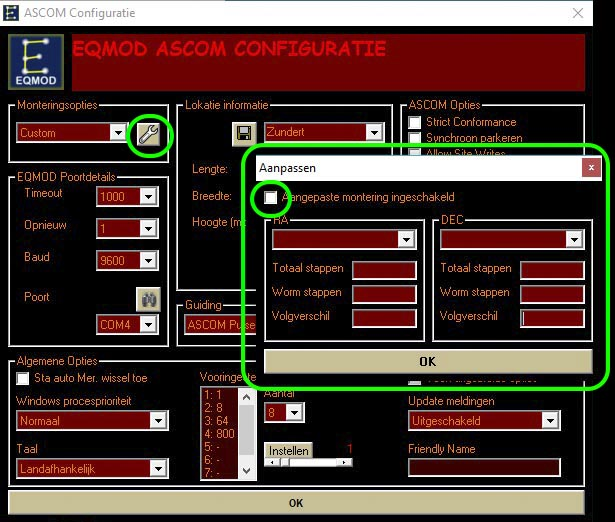 ASCOM Configuratie
EQMOD ASCOM CONFIGURATIE
EQMOD
Monteringsopties
Custom
EQMOD Poortdetails
Timeout
1000
Opnieuw
1
Baud
9600
Poort
COM4
Lokatie informatie
Zundert
Lengte:
Breedte:
Hoogte (m):
Guiding
ASCOM Pulse
ASCOM Opties
Strict Conformance
Synchroon parkeren
Allow Site Writes
Aanpassen
x
Aangepaste montering ingeschakeld
RA
Totaal stappen
Worm stappen
Volgverschil
DEC
Totaal stappen
Worm stappen
Volgverschil
OK
Algemene Opties
Sta auto Mer. wissel toe
Windows procesprioriteit
Normaal
Taal
Landafhankelijk
Vooringeste
1: 1
2: 8
3: 64
4: 800
5: -
6: -
7: -
Aantal
8
Instellen
1
Update meldingen
Uitgeschakeld
Friendly Name
OK